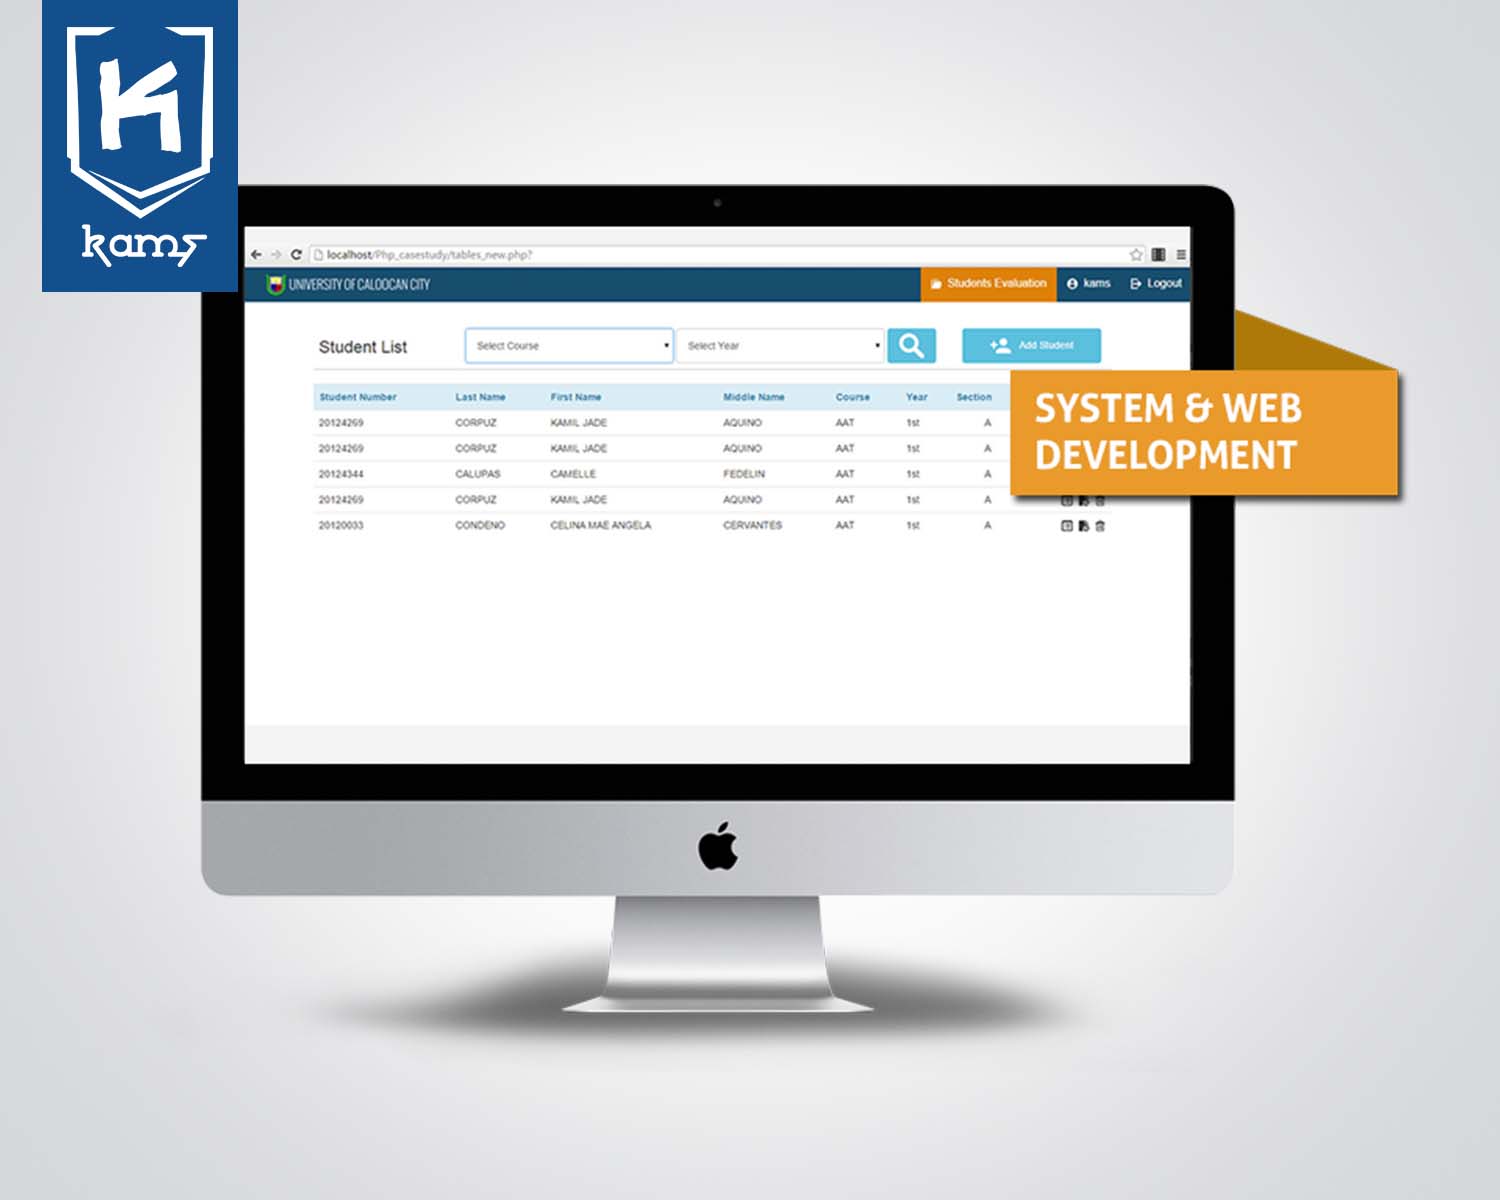 K
kams
localhost/Php_casestudy/tables_new.php?
UNIVERSITY OF CALOOCAN CITY
Students Evaluation kams Logout
Student List Select Course Select Year Add Student
Student Number Last Name First Name Middle Name Course Year Section
20124269 CORPUZ KAMIL JADE AQUINO AAT 1st A
20124269 CORPUZ KAMIL JADE AQUINO AAT 1st A
20124344 CALUPAS CAMELLE FEDELIN AAT 1st A
20124269 CORPUZ KAMIL JADE AQUINO AAT 1st A
20120033 CONDENO CELINA MAE ANGELA CERVANTES AAT 1st A
SYSTEM & WEB
DEVELOPMENT